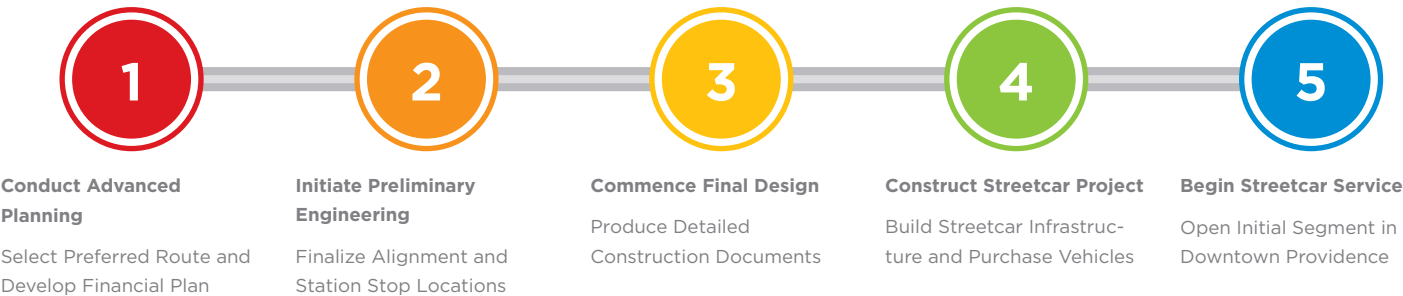 1
Conduct Advanced
Planning
Select Preferred Route and
Develop Financial Plan
2
Initiate Preliminary
Engineering
Finalize Alignment and
Station Stop Locations
3
Commence Final Design
Produce Detailed
Construction Documents
4
Construct Streetcar Project
Build Streetcar Infrastruc-
ture and Purchase Vehicles
5
Begin Streetcar Service
Open Initial Segment in
Downtown Providence